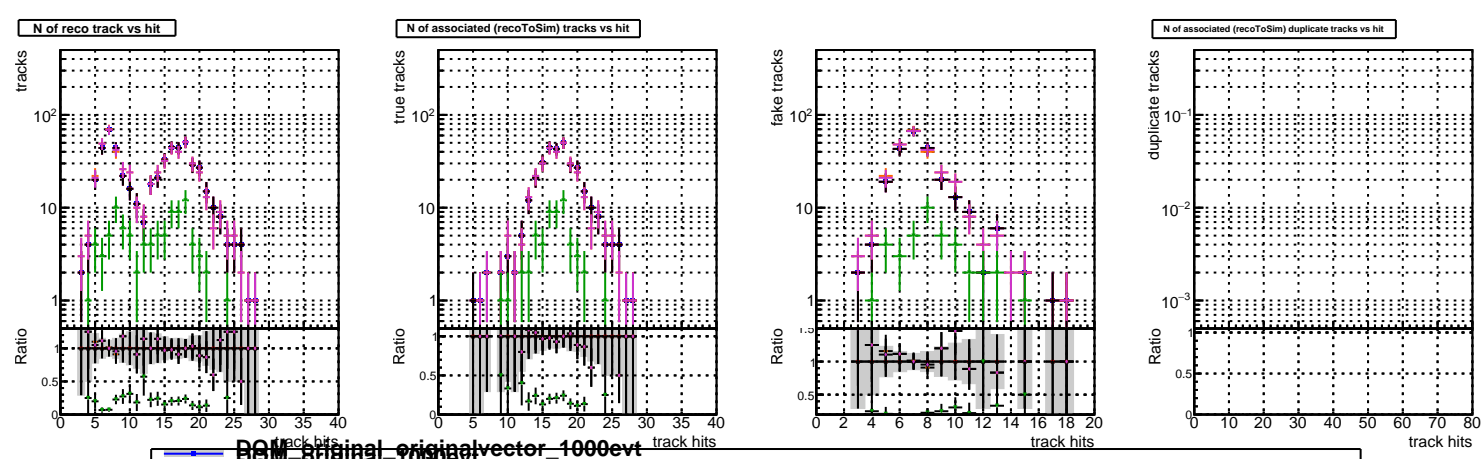 N of reco track vs hit
tracks
10²
10
1
Ratio
1
0.5
0
0 5 10 15 20 25 30 35 40
track hits
N of associated (recoToSim) tracks vs hit
true tracks
10²
10
1
Ratio
1
0.5
0
0 5 10 15 20 25 30 35 40
track hits
fake tracks
10²
10
1
Ratio
1.5
1
0.5
0 2 4 6 8 10 12 14 16 18 20
track hits
N of associated (recoToSim) duplicate tracks vs hit
duplicate tracks
10⁻¹
10⁻²
10⁻³
Ratio
1
0.5
0
0 10 20 30 40 50 60 70 80
track hits
DQM_original_originalvector_1000evt